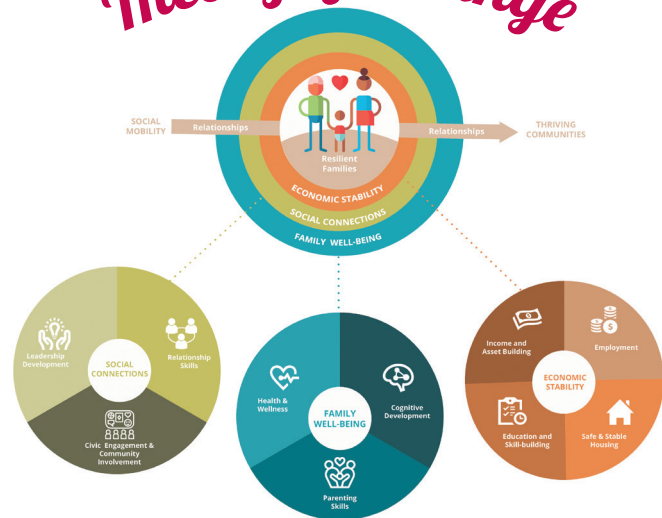 SOCIAL
MOBILITY
Relationships
Resilient
Families
Relationships
THRIVING
COMMUNITIES
ECONOMIC STABILITY
SOCIAL CONNECTIONS
FAMILY WELL-BEING
Leadership
Development
SOCIAL
CONNECTIONS
Relationship
Skills
Civic Engagement &
Community
Involvement
Health &
Wellness
FAMILY
WELL-BEING
Cognitive
Development
Parenting
Skills
Income and
Asset Building
Employment
ECONOMIC
STABILITY
Education and
Skill-building
Safe & Stable
Housing